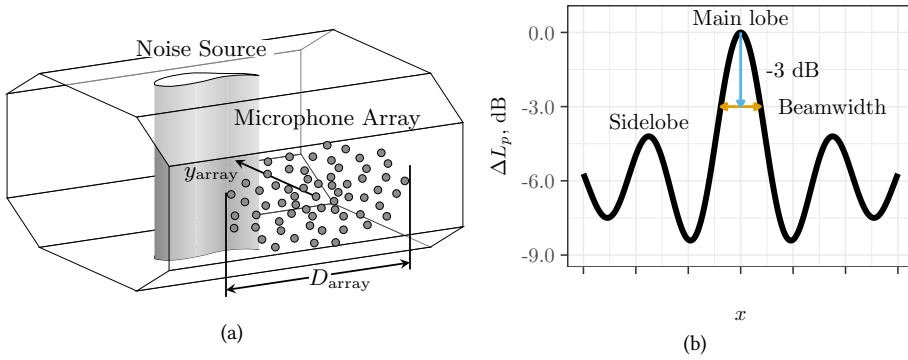 Noise Source
Microphone Array
y_array
D_array
(a)
0.0
-3.0
-6.0
-9.0
ΔL_p, dB
Main lobe
-3 dB
Beamwidth
Sidelobe
x
(b)